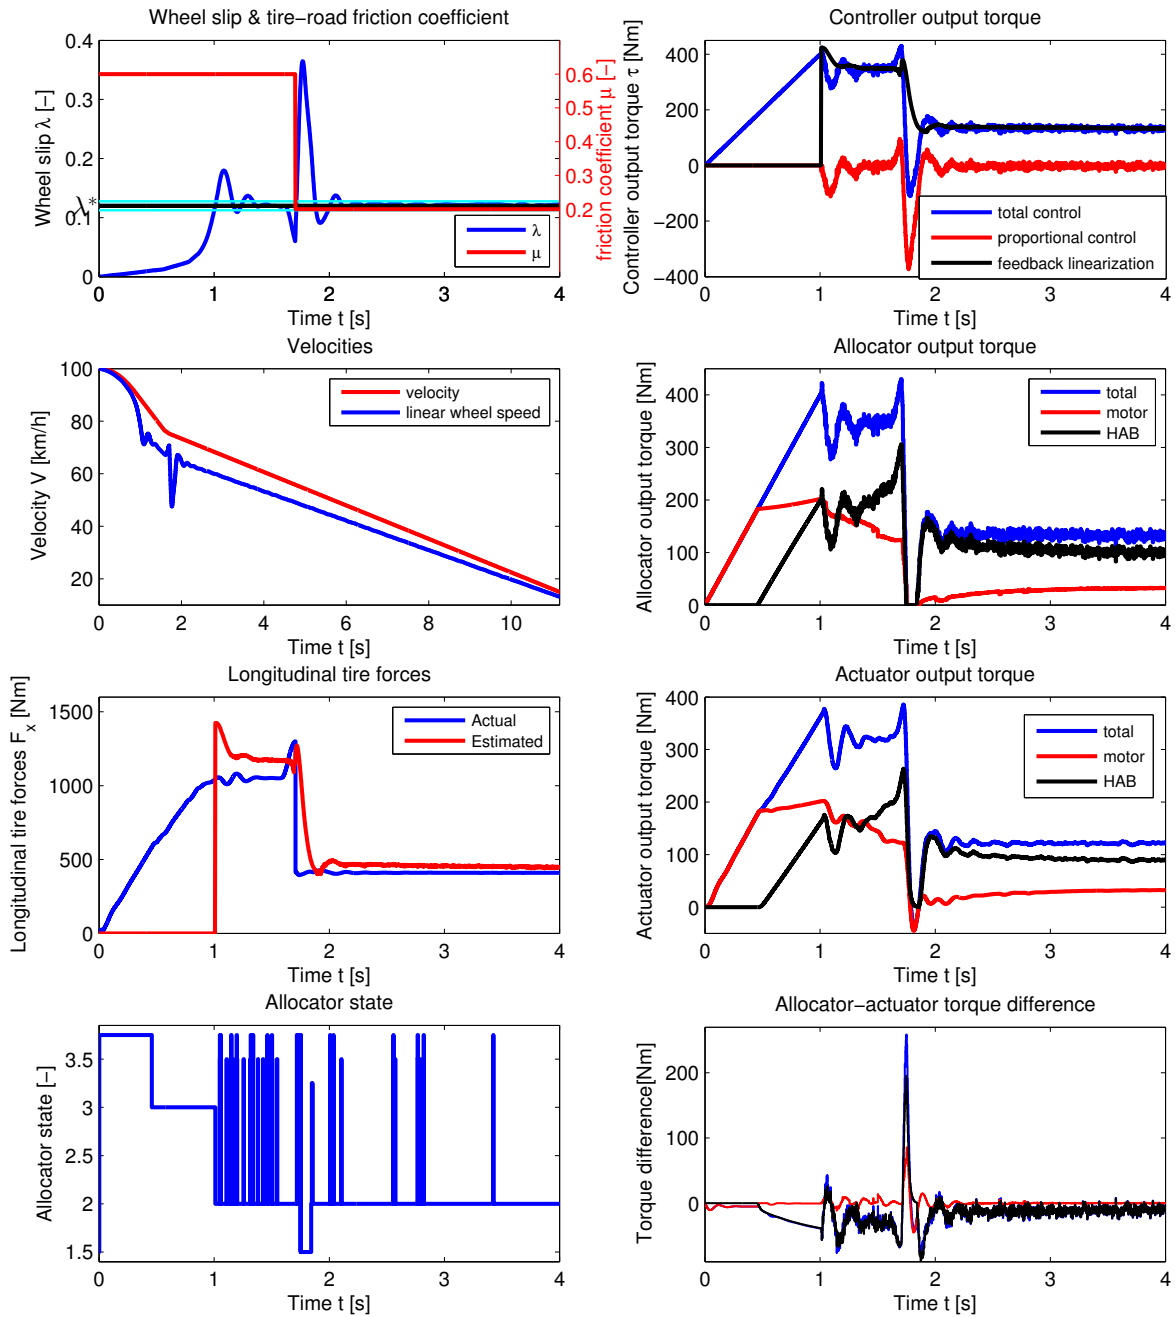 Wheel slip & tire−road friction coefficient
0.4
0.3
0.2
λ*
0.1
0
Wheel slip λ [−]
0.6
0.5
0.4
0.3
0.2
friction coefficient μ [−]
λ
μ
0 1 2 3 4
Time t [s]
Controller output torque
400
200
0
−200
−400
Controller output torque τ [Nm]
total control
proportional control
feedback linearization
0 1 2 3 4
Time t [s]
Velocities
100
80
60
40
20
Velocity V [km/h]
velocity
linear wheel speed
0 2 4 6 8 10
Time t [s]
Allocator output torque
400
300
200
100
0
Allocator output torque [Nm]
total
motor
HAB
0 1 2 3 4
Time t [s]
Longitudinal tire forces
1500
1000
500
0
Longitudinal tire forces F_x [Nm]
Actual
Estimated
0 1 2 3 4
Time t [s]
Actuator output torque
400
300
200
100
0
Actuator output torque [Nm]
total
motor
HAB
0 1 2 3 4
Time t [s]
Allocator state
3.5
3
2.5
2
1.5
Allocator state [−]
0 1 2 3 4
Time t [s]
Allocator−actuator torque difference
200
100
0
Torque difference[Nm]
0 1 2 3 4
Time t [s]